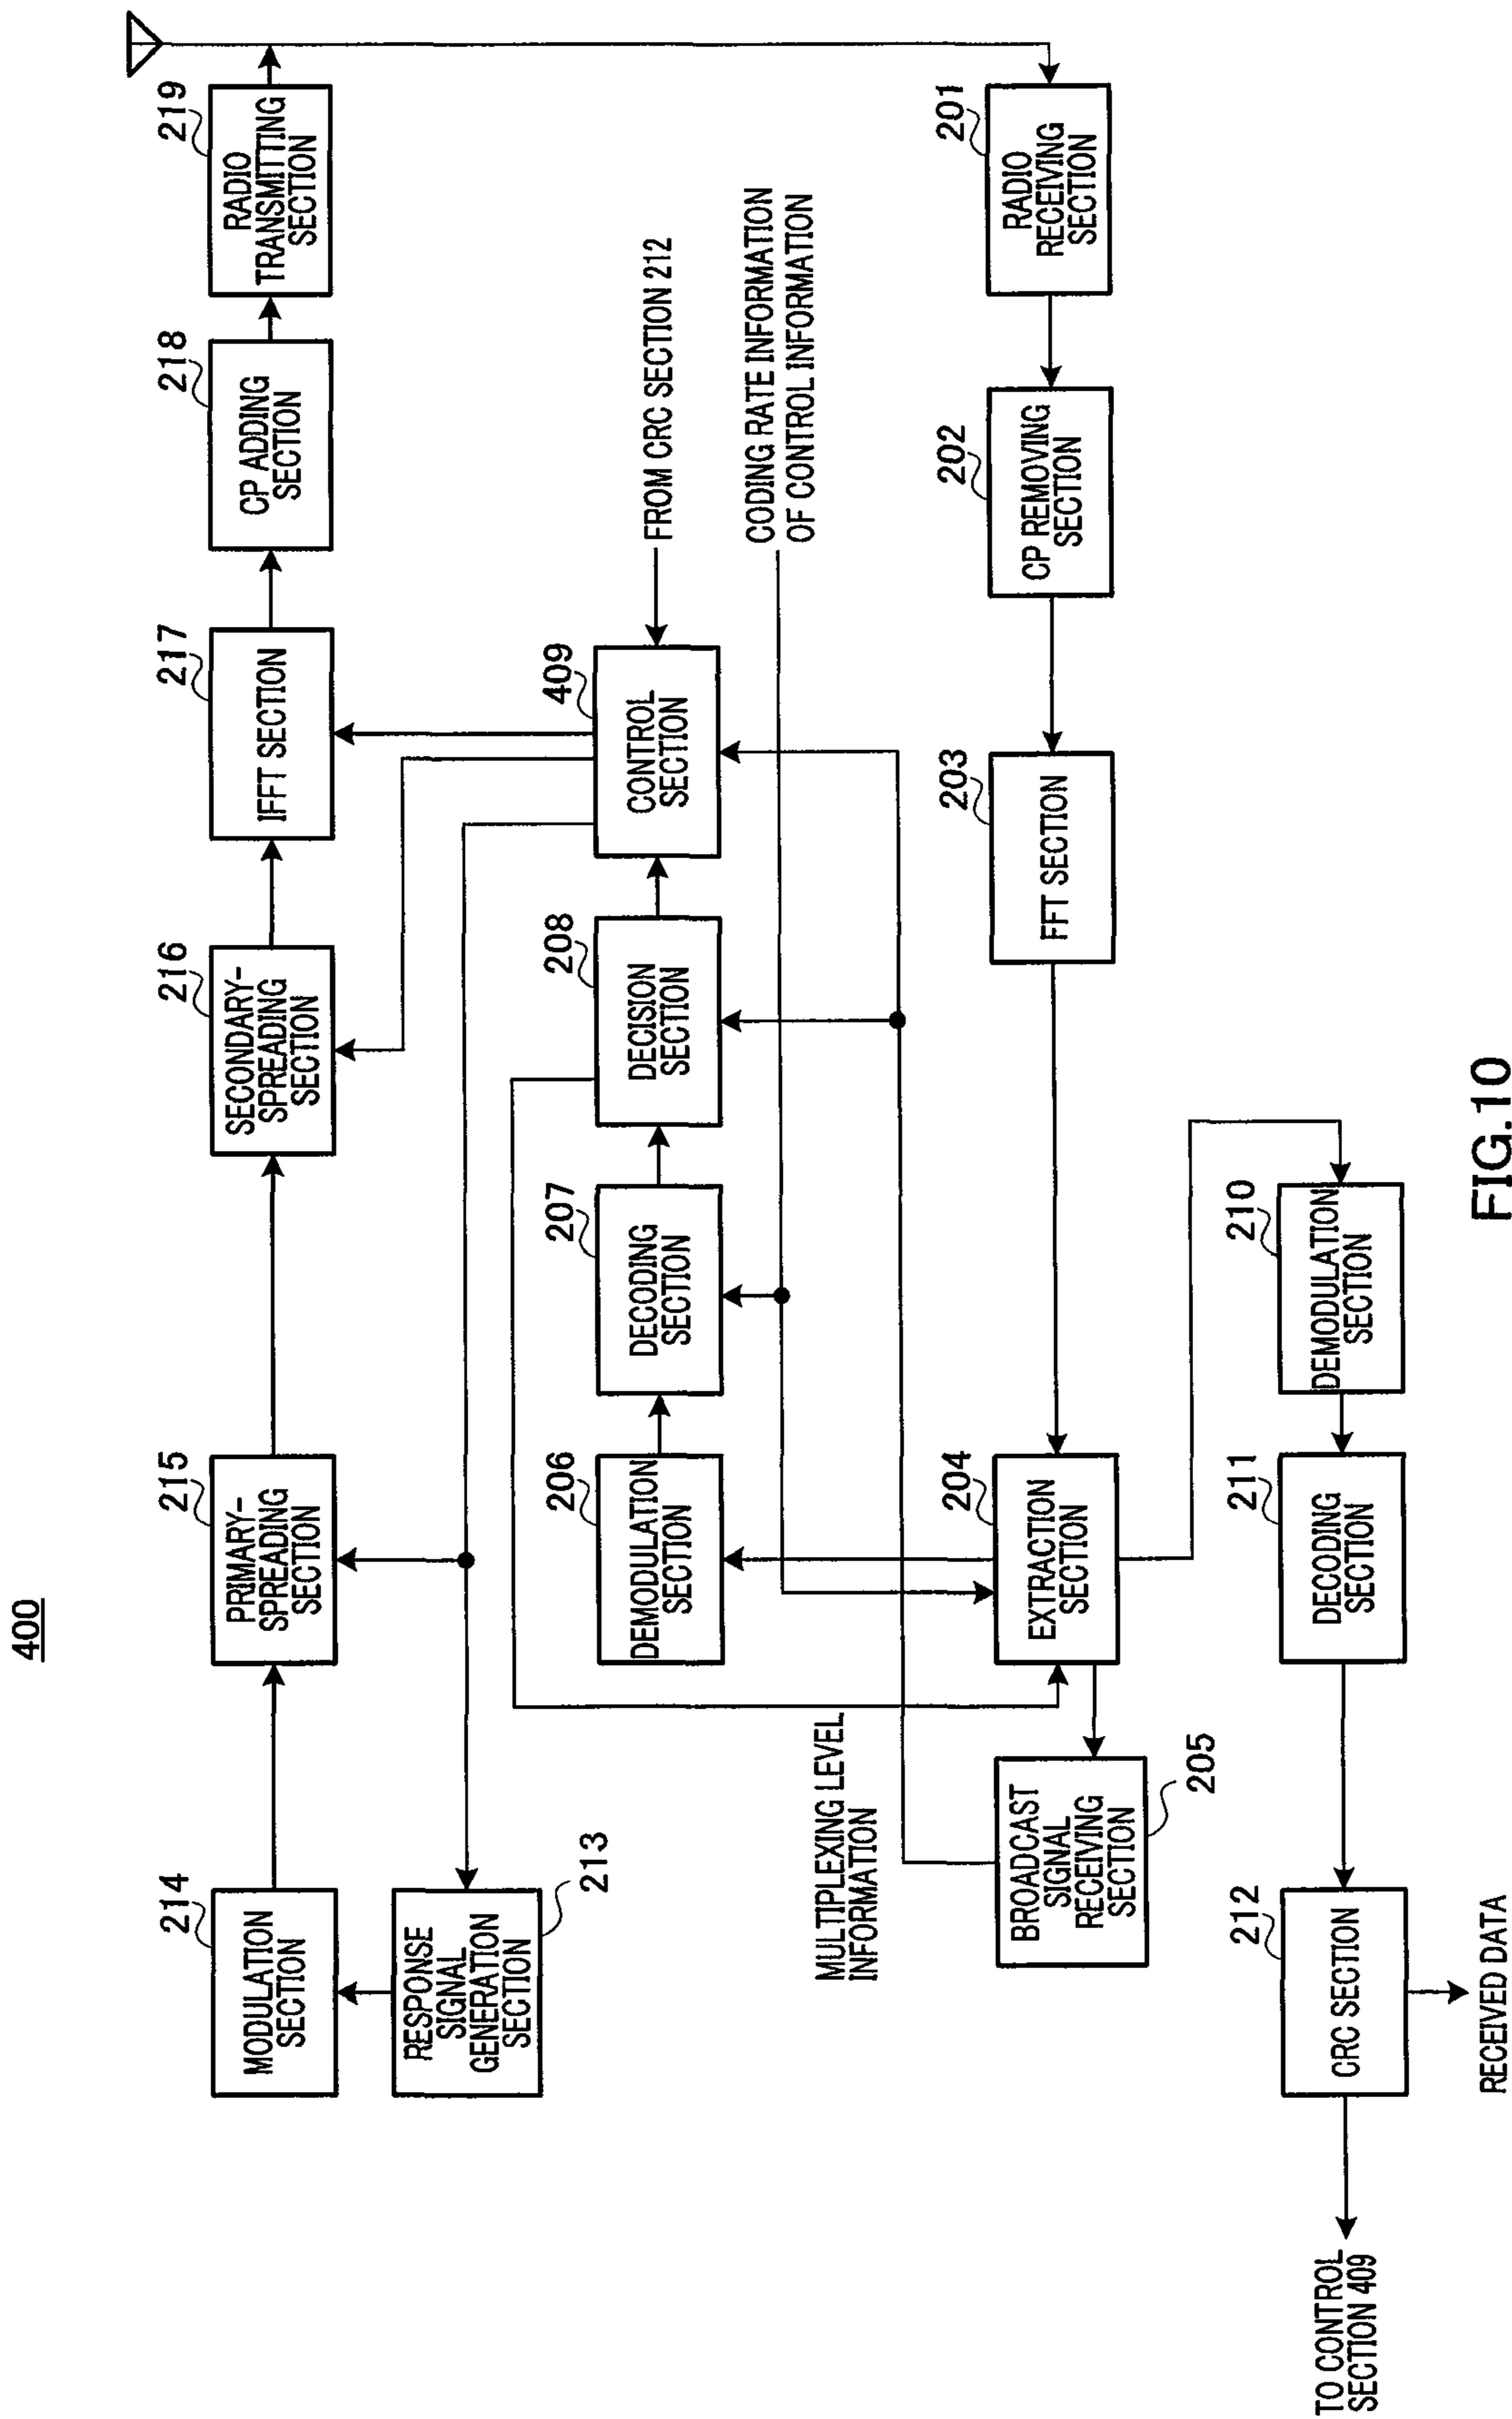 400
214
MODULATION
SECTION
215
PRIMARY-
SPREADING
SECTION
216
SECONDARY-
SPREADING
SECTION
217
IFFT SECTION
218
CP ADDING
SECTION
219
RADIO
TRANSMITTING
SECTION
RESPONSE
SIGNAL
GENERATION
SECTION
213
206
DEMODULATION
SECTION
207
DECODING
SECTION
208
DECISION
SECTION
409
CONTROL
SECTION
FROM CRC SECTION 212
CODING RATE INFORMATION
OF CONTROL INFORMATION
MULTIPLEXING LEVEL
INFORMATION
BROADCAST
SIGNAL
RECEIVING
SECTION
205
204
EXTRACTION
SECTION
203
FFT SECTION
202
CP REMOVING
SECTION
201
RADIO
RECEIVING
SECTION
TO CONTROL
SECTION 409
212
CRC SECTION
211
DECODING
SECTION
210
DEMODULATION
SECTION
RECEIVED DATA
FIG.10